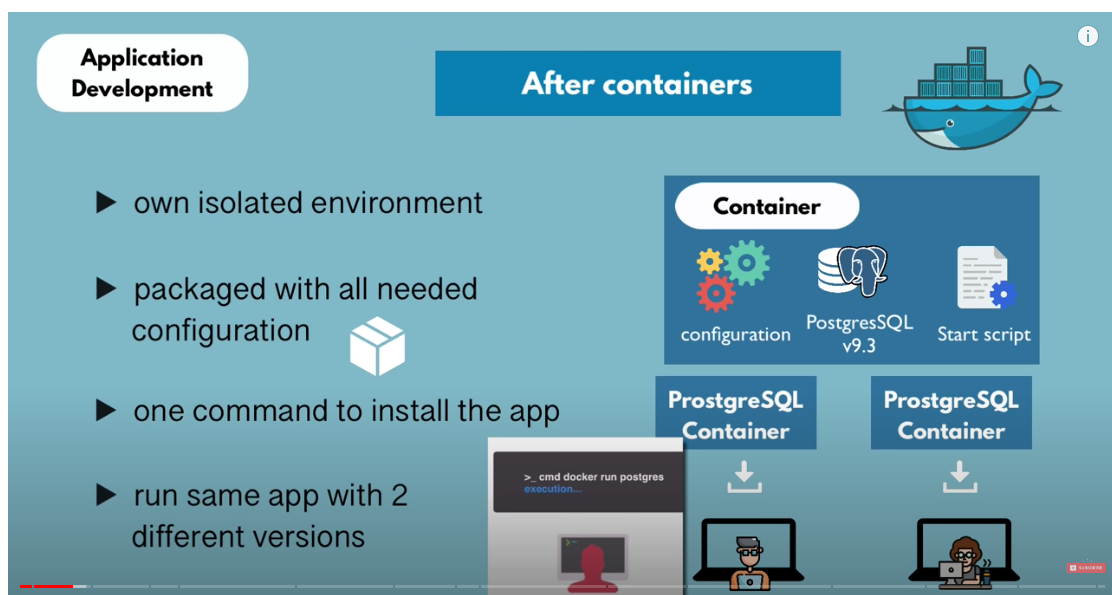 Application
Development
After containers
own isolated environment
packaged with all needed
configuration
one command to install the app
run same app with 2
different versions
Container
configuration
PostgresSQL
v9.3
Start script
ProstgreSQL
Container
ProstgreSQL
Container
>_ cmd docker run postgres
execution...
SUBSCRIBE